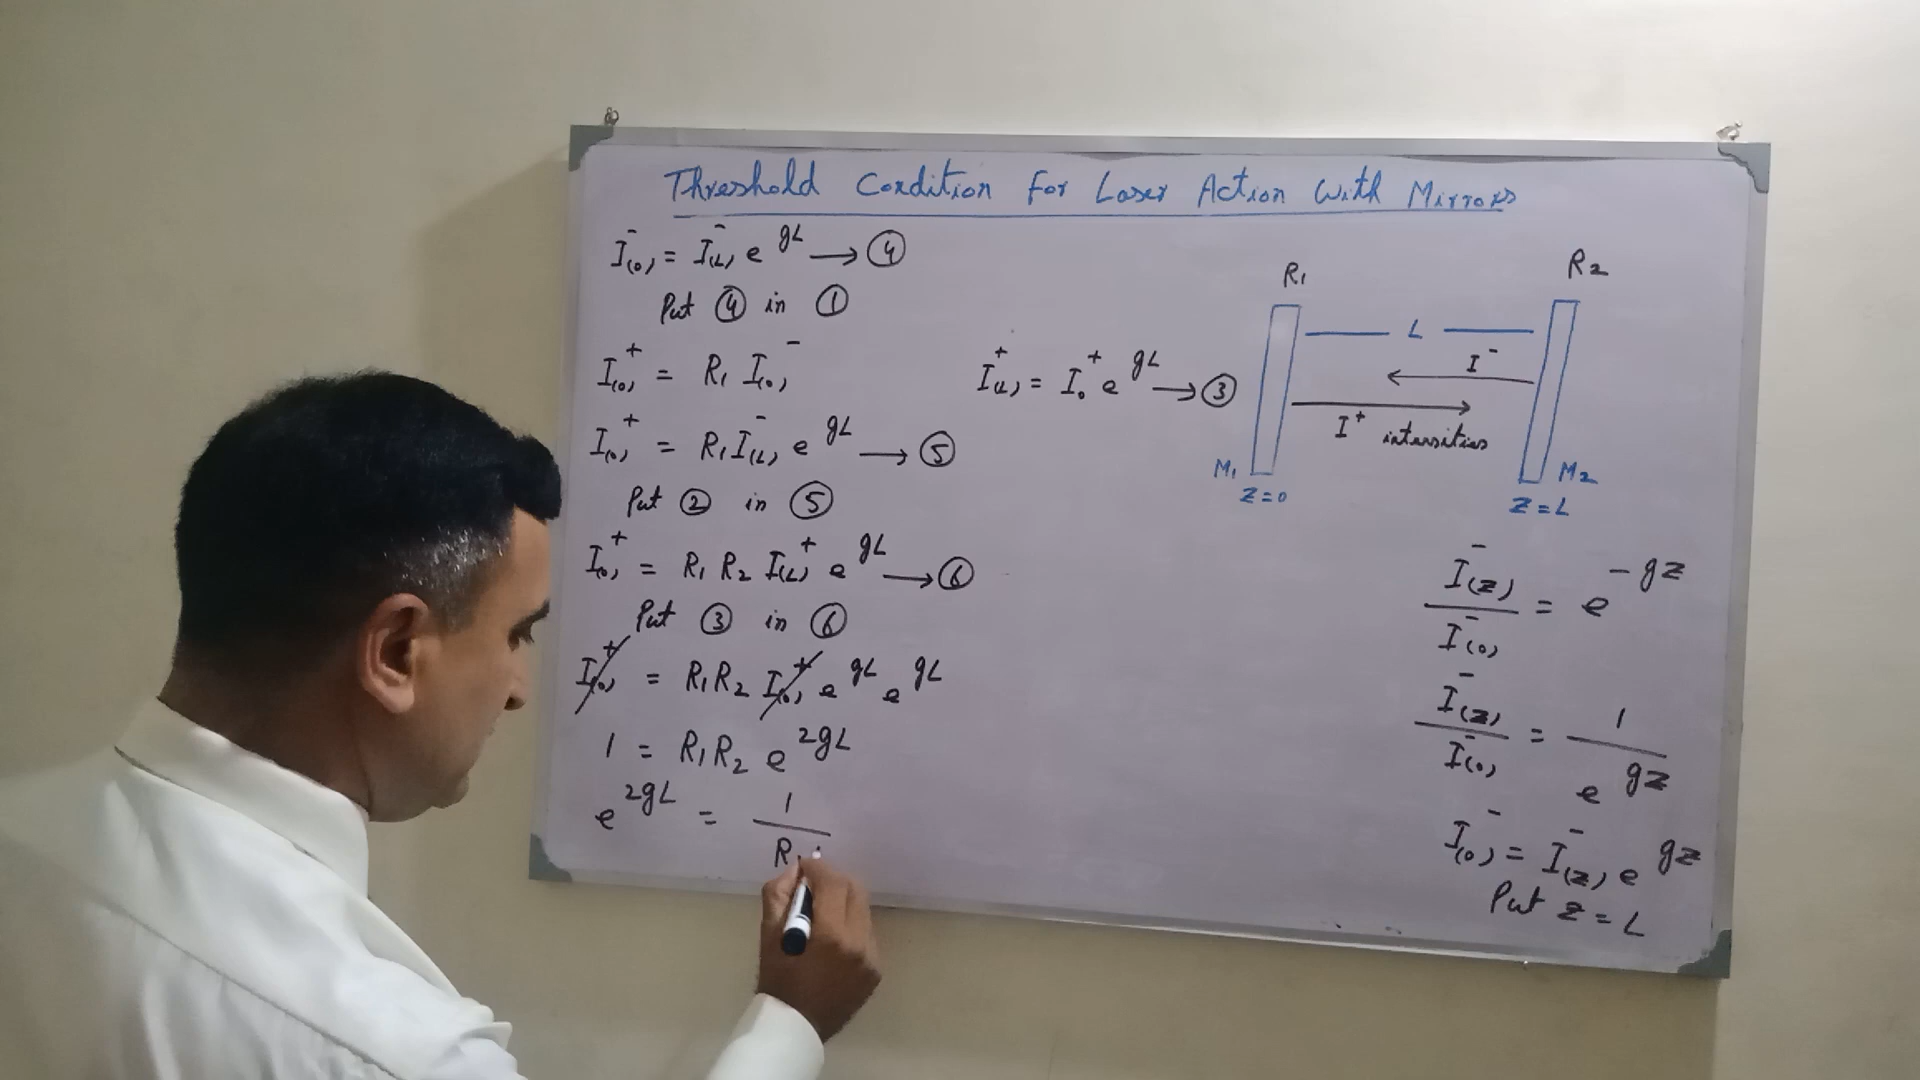 Threshold Condition For Laser Action With Mirrors
I⁻(0) = I⁻(L) e^gL → ④
Put ④ in ①
I⁺(0) = R₁ I⁻(0)
I⁺(0) = R₁ I⁻(L) e^gL → ⑤
Put ② in ⑤
I⁺(0) = R₁ R₂ I⁺(L) e^gL → ⑥
Put ③ in ⑥
I⁺(0) = R₁R₂ I⁺(0) e^gL e^gL
1 = R₁R₂ e^2gL
e^2gL = 1 / R₁
I⁺(L) = I₀⁺ e^gL → ③
R₁ R₂
L
I⁻
I⁺ intensities
M₁ M₂
Z=0 Z=L
I⁻(z) / I⁻(0) = e^-gz
I⁻(z) / I⁻(0) = 1 / e^gz
I⁻(0) = I⁻(z) e^gz
Put z = L